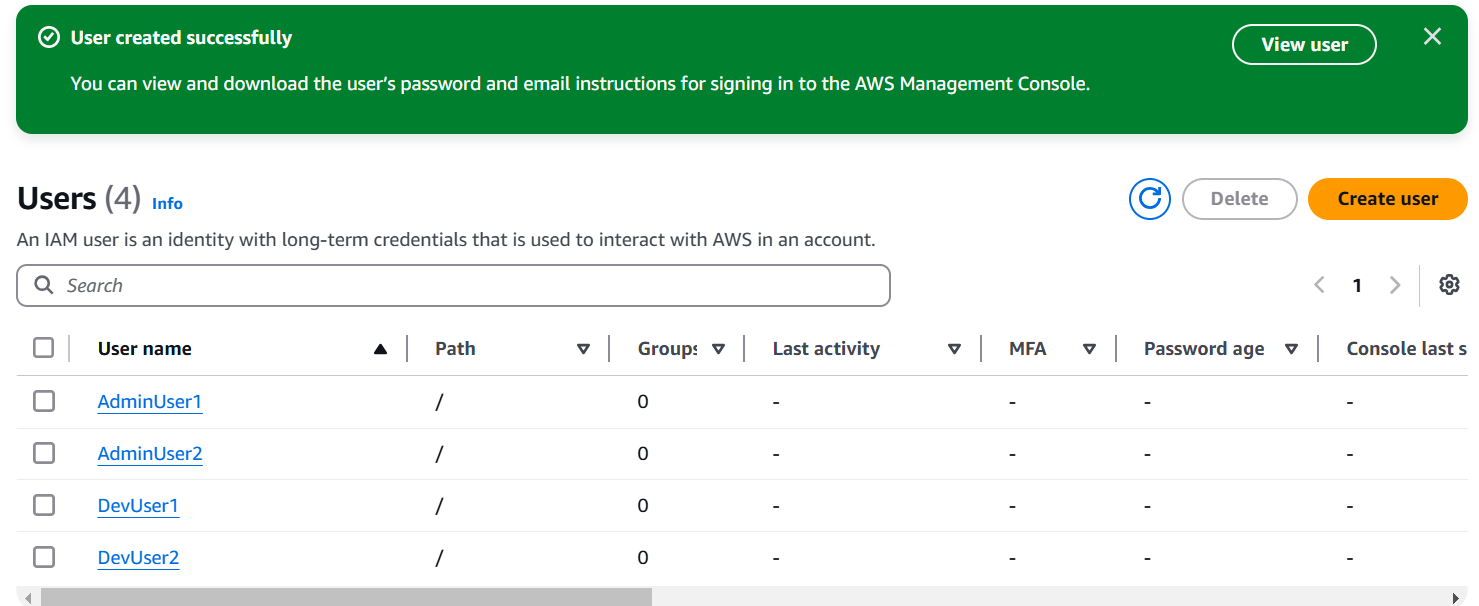 User created successfully
View user
You can view and download the user's password and email instructions for signing in to the AWS Management Console.
Users (4) Info
Delete
Create user
An IAM user is an identity with long-term credentials that is used to interact with AWS in an account.
Search
1
User name Path Groups Last activity MFA Password age Console last s
AdminUser1 / 0 - - - -
AdminUser2 / 0 - - - -
DevUser1 / 0 - - - -
DevUser2 / 0 - - - -